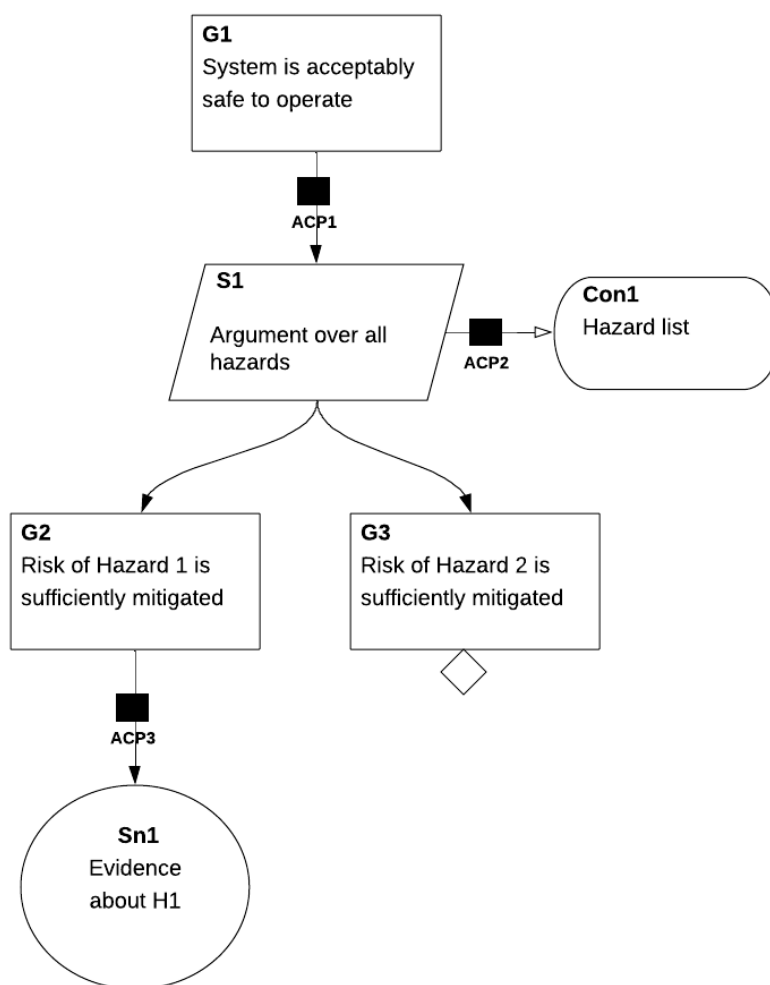 G1
System is acceptably
safe to operate
ACP1
S1
Argument over all
hazards
ACP2
Con1
Hazard list
G2
Risk of Hazard 1 is
sufficiently mitigated
G3
Risk of Hazard 2 is
sufficiently mitigated
ACP3
Sn1
Evidence
about H1